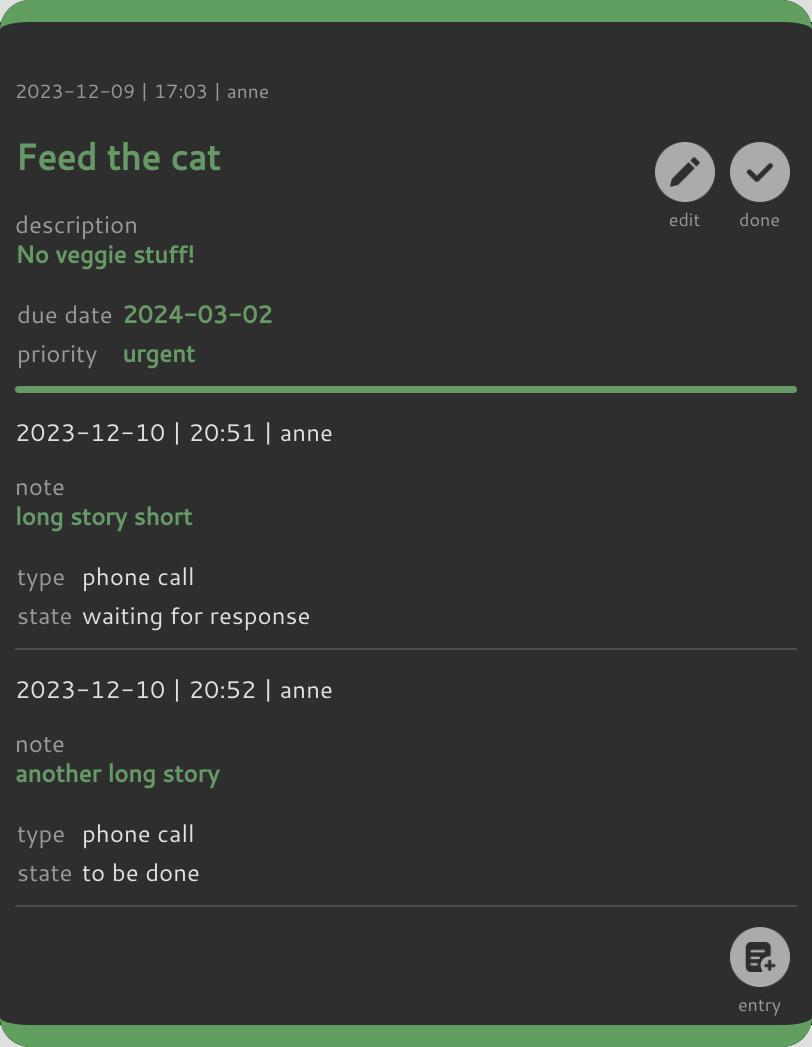 2023-12-09 | 17:03 | anne
Feed the cat
edit
done
description
No veggie stuff!
due date 2024-03-02
priority urgent
2023-12-10 | 20:51 | anne
note
long story short
type phone call
state waiting for response
2023-12-10 | 20:52 | anne
note
another long story
type phone call
state to be done
entry